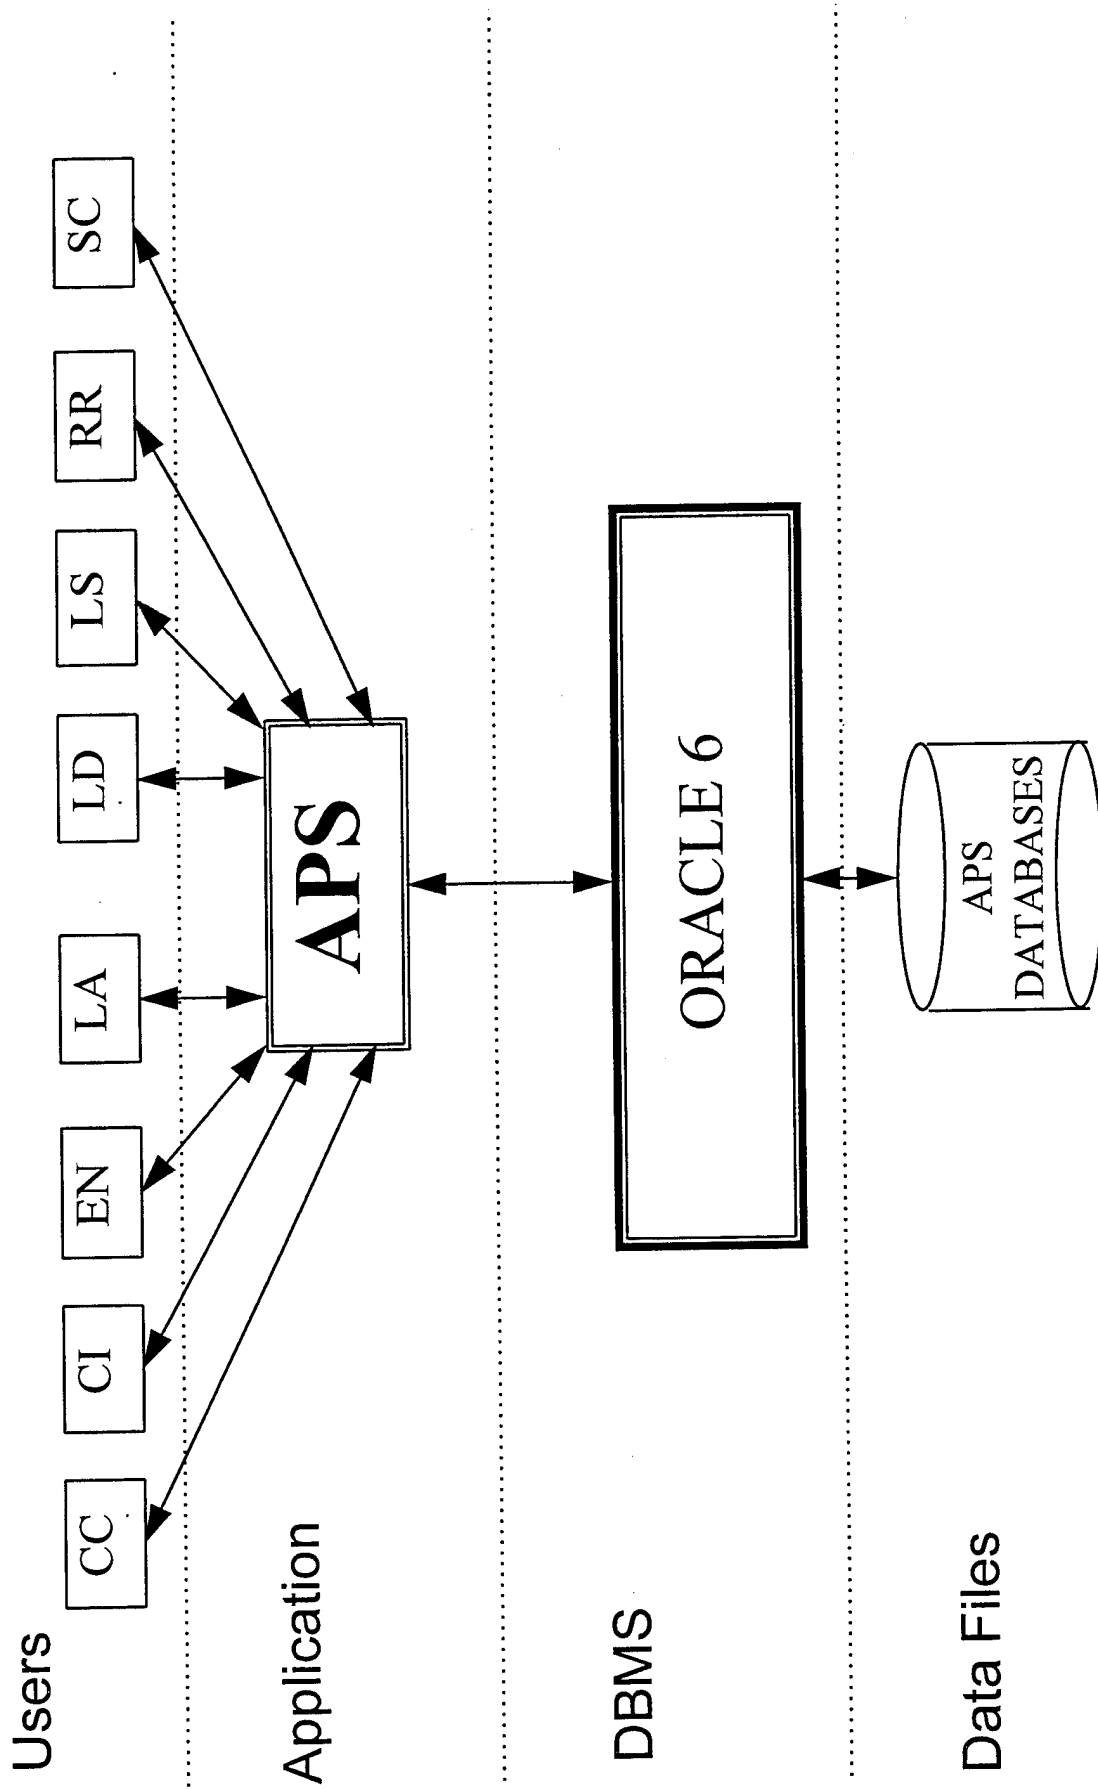 Users
CC
CI
EN
LA
LD
LS
RR
SC
Application
APS
DBMS
ORACLE 6
Data Files
APS
DATABASES